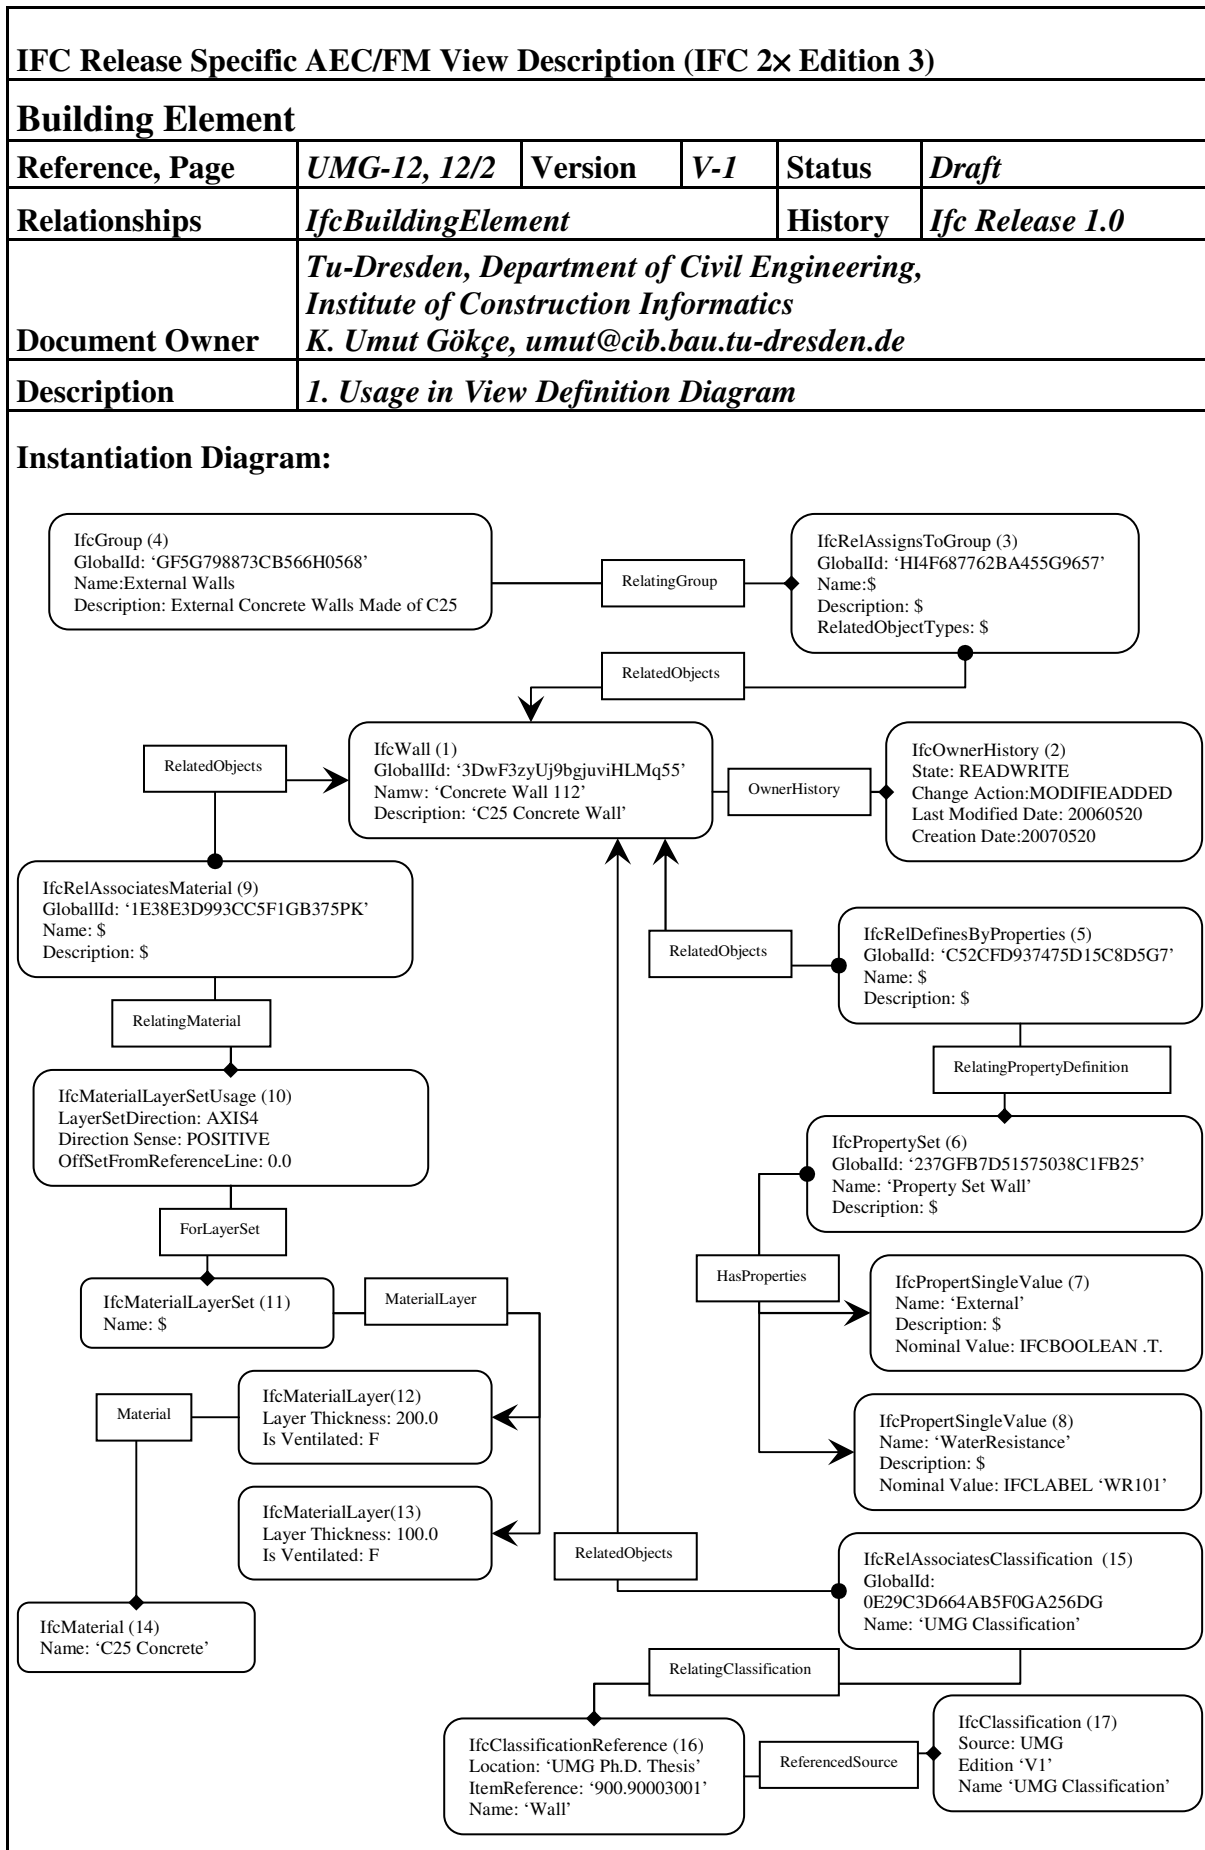 IFC Release Specific AEC/FM View Description (IFC 2× Edition 3)
Building Element
Reference, Page UMG-12, 12/2 Version V-1 Status Draft
Relationships IfcBuildingElement History Ifc Release 1.0
Tu-Dresden, Department of Civil Engineering,
Institute of Construction Informatics
Document Owner K. Umut Gökçe, umut@cib.bau.tu-dresden.de
Description 1. Usage in View Definition Diagram
Instantiation Diagram:
IfcGroup (4)
GlobalId: ‘GF5G798873CB566H0568’
Name:External Walls
Description: External Concrete Walls Made of C25
RelatingGroup
IfcRelAssignsToGroup (3)
GlobalId: ‘HI4F687762BA455G9657’
Name:$
Description: $
RelatedObjectTypes: $
RelatedObjects
RelatedObjects
IfcWall (1)
GloballId: ‘3DwF3zyUj9bgjuviHLMq55’
Namw: ‘Concrete Wall 112’
Description: ‘C25 Concrete Wall’
OwnerHistory
IfcOwnerHistory (2)
State: READWRITE
Change Action:MODIFIEADDED
Last Modified Date: 20060520
Creation Date:20070520
IfcRelAssociatesMaterial (9)
GloballId: ‘1E38E3D993CC5F1GB375PK’
Name: $
Description: $
RelatedObjects
IfcRelDefinesByProperties (5)
GlobalId: ‘C52CFD937475D15C8D5G7’
Name: $
Description: $
RelatingMaterial
RelatingPropertyDefinition
IfcMaterialLayerSetUsage (10)
LayerSetDirection: AXIS4
Direction Sense: POSITIVE
OffSetFromReferenceLine: 0.0
IfcPropertySet (6)
GlobalId: ‘237GFB7D51575038C1FB25’
Name: ‘Property Set Wall’
Description: $
ForLayerSet
HasProperties
IfcMaterialLayerSet (11)
Name: $
MaterialLayer
IfcPropertSingleValue (7)
Name: ‘External’
Description: $
Nominal Value: IFCBOOLEAN .T.
Material
IfcMaterialLayer(12)
Layer Thickness: 200.0
Is Ventilated: F
IfcPropertSingleValue (8)
Name: ‘WaterResistance’
Description: $
Nominal Value: IFCLABEL ‘WR101’
IfcMaterialLayer(13)
Layer Thickness: 100.0
Is Ventilated: F
RelatedObjects
IfcRelAssociatesClassification (15)
GlobalId:
0E29C3D664AB5F0GA256DG
Name: ‘UMG Classification’
IfcMaterial (14)
Name: ‘C25 Concrete’
RelatingClassification
IfcClassificationReference (16)
Location: ‘UMG Ph.D. Thesis’
ItemReference: ‘900.90003001’
Name: ‘Wall’
ReferencedSource
IfcClassification (17)
Source: UMG
Edition ‘V1’
Name ‘UMG Classification’